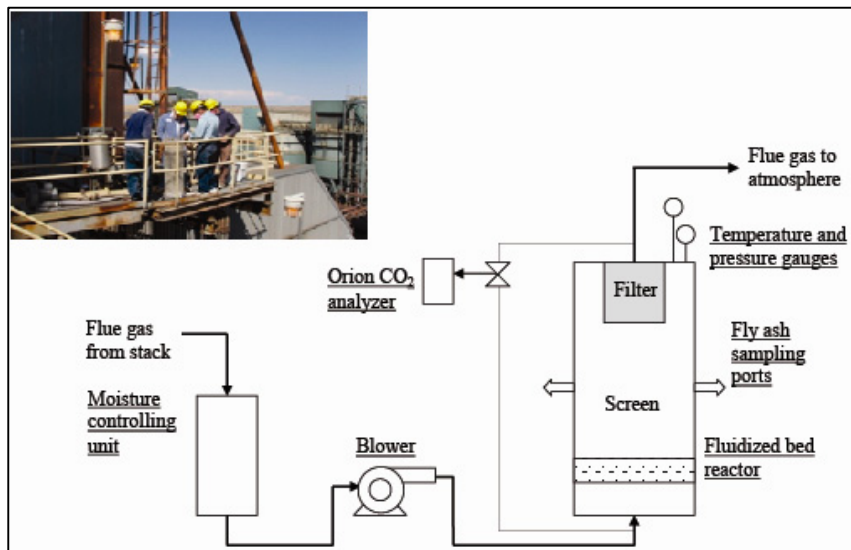 Flue gas to
atmosphere
Temperature and
pressure gauges
Orion CO₂
analyzer
Filter
Flue gas
from stack
Fly ash
sampling
ports
Moisture
controlling
unit
Screen
Blower
Fluidized bed
reactor